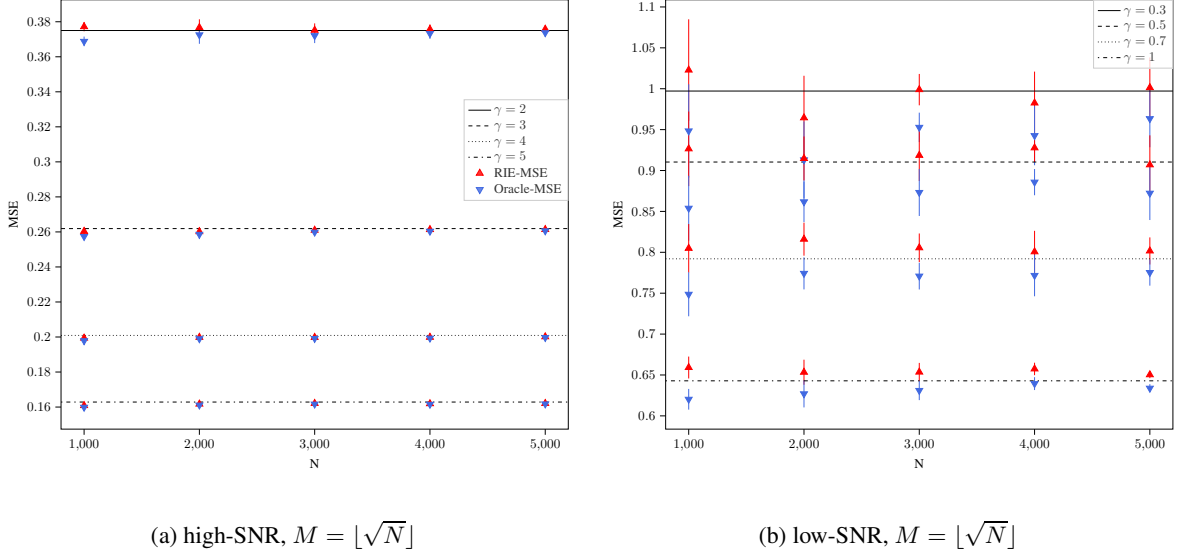 0.38
0.36
0.34
0.32
0.3
0.28
0.26
0.24
0.22
0.2
0.18
0.16
MSE
1,000 2,000 3,000 4,000 5,000
N
γ = 2
γ = 3
γ = 4
γ = 5
RIE-MSE
Oracle-MSE
(a) high-SNR, M = ⌊√N⌋
1.1
1.05
1
0.95
0.9
0.85
0.8
0.75
0.7
0.65
0.6
MSE
1,000 2,000 3,000 4,000 5,000
N
γ = 0.3
γ = 0.5
γ = 0.7
γ = 1
(b) low-SNR, M = ⌊√N⌋